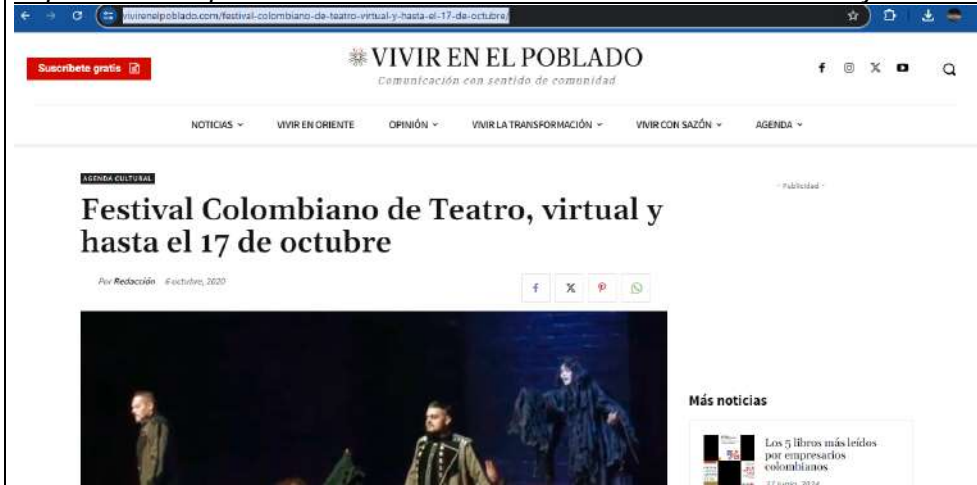 vivirenelpoblado.com/festival-colombiano-de-teatro-virtual-y-hasta-el-17-de-octubre/
Suscríbete gratis
VIVIR EN EL POBLADO
Comunicación con sentido de comunidad
NOTICIAS
VIVIR EN ORIENTE
OPINIÓN
VIVIR LA TRANSFORMACIÓN
VIVIR CON SAZÓN
AGENDA
AGENDA CULTURAL
- Publicidad -
Festival Colombiano de Teatro, virtual y
hasta el 17 de octubre
Por Redacción 6 octubre, 2020
Más noticias
Los 5 libros más leídos
por empresarios
colombianos